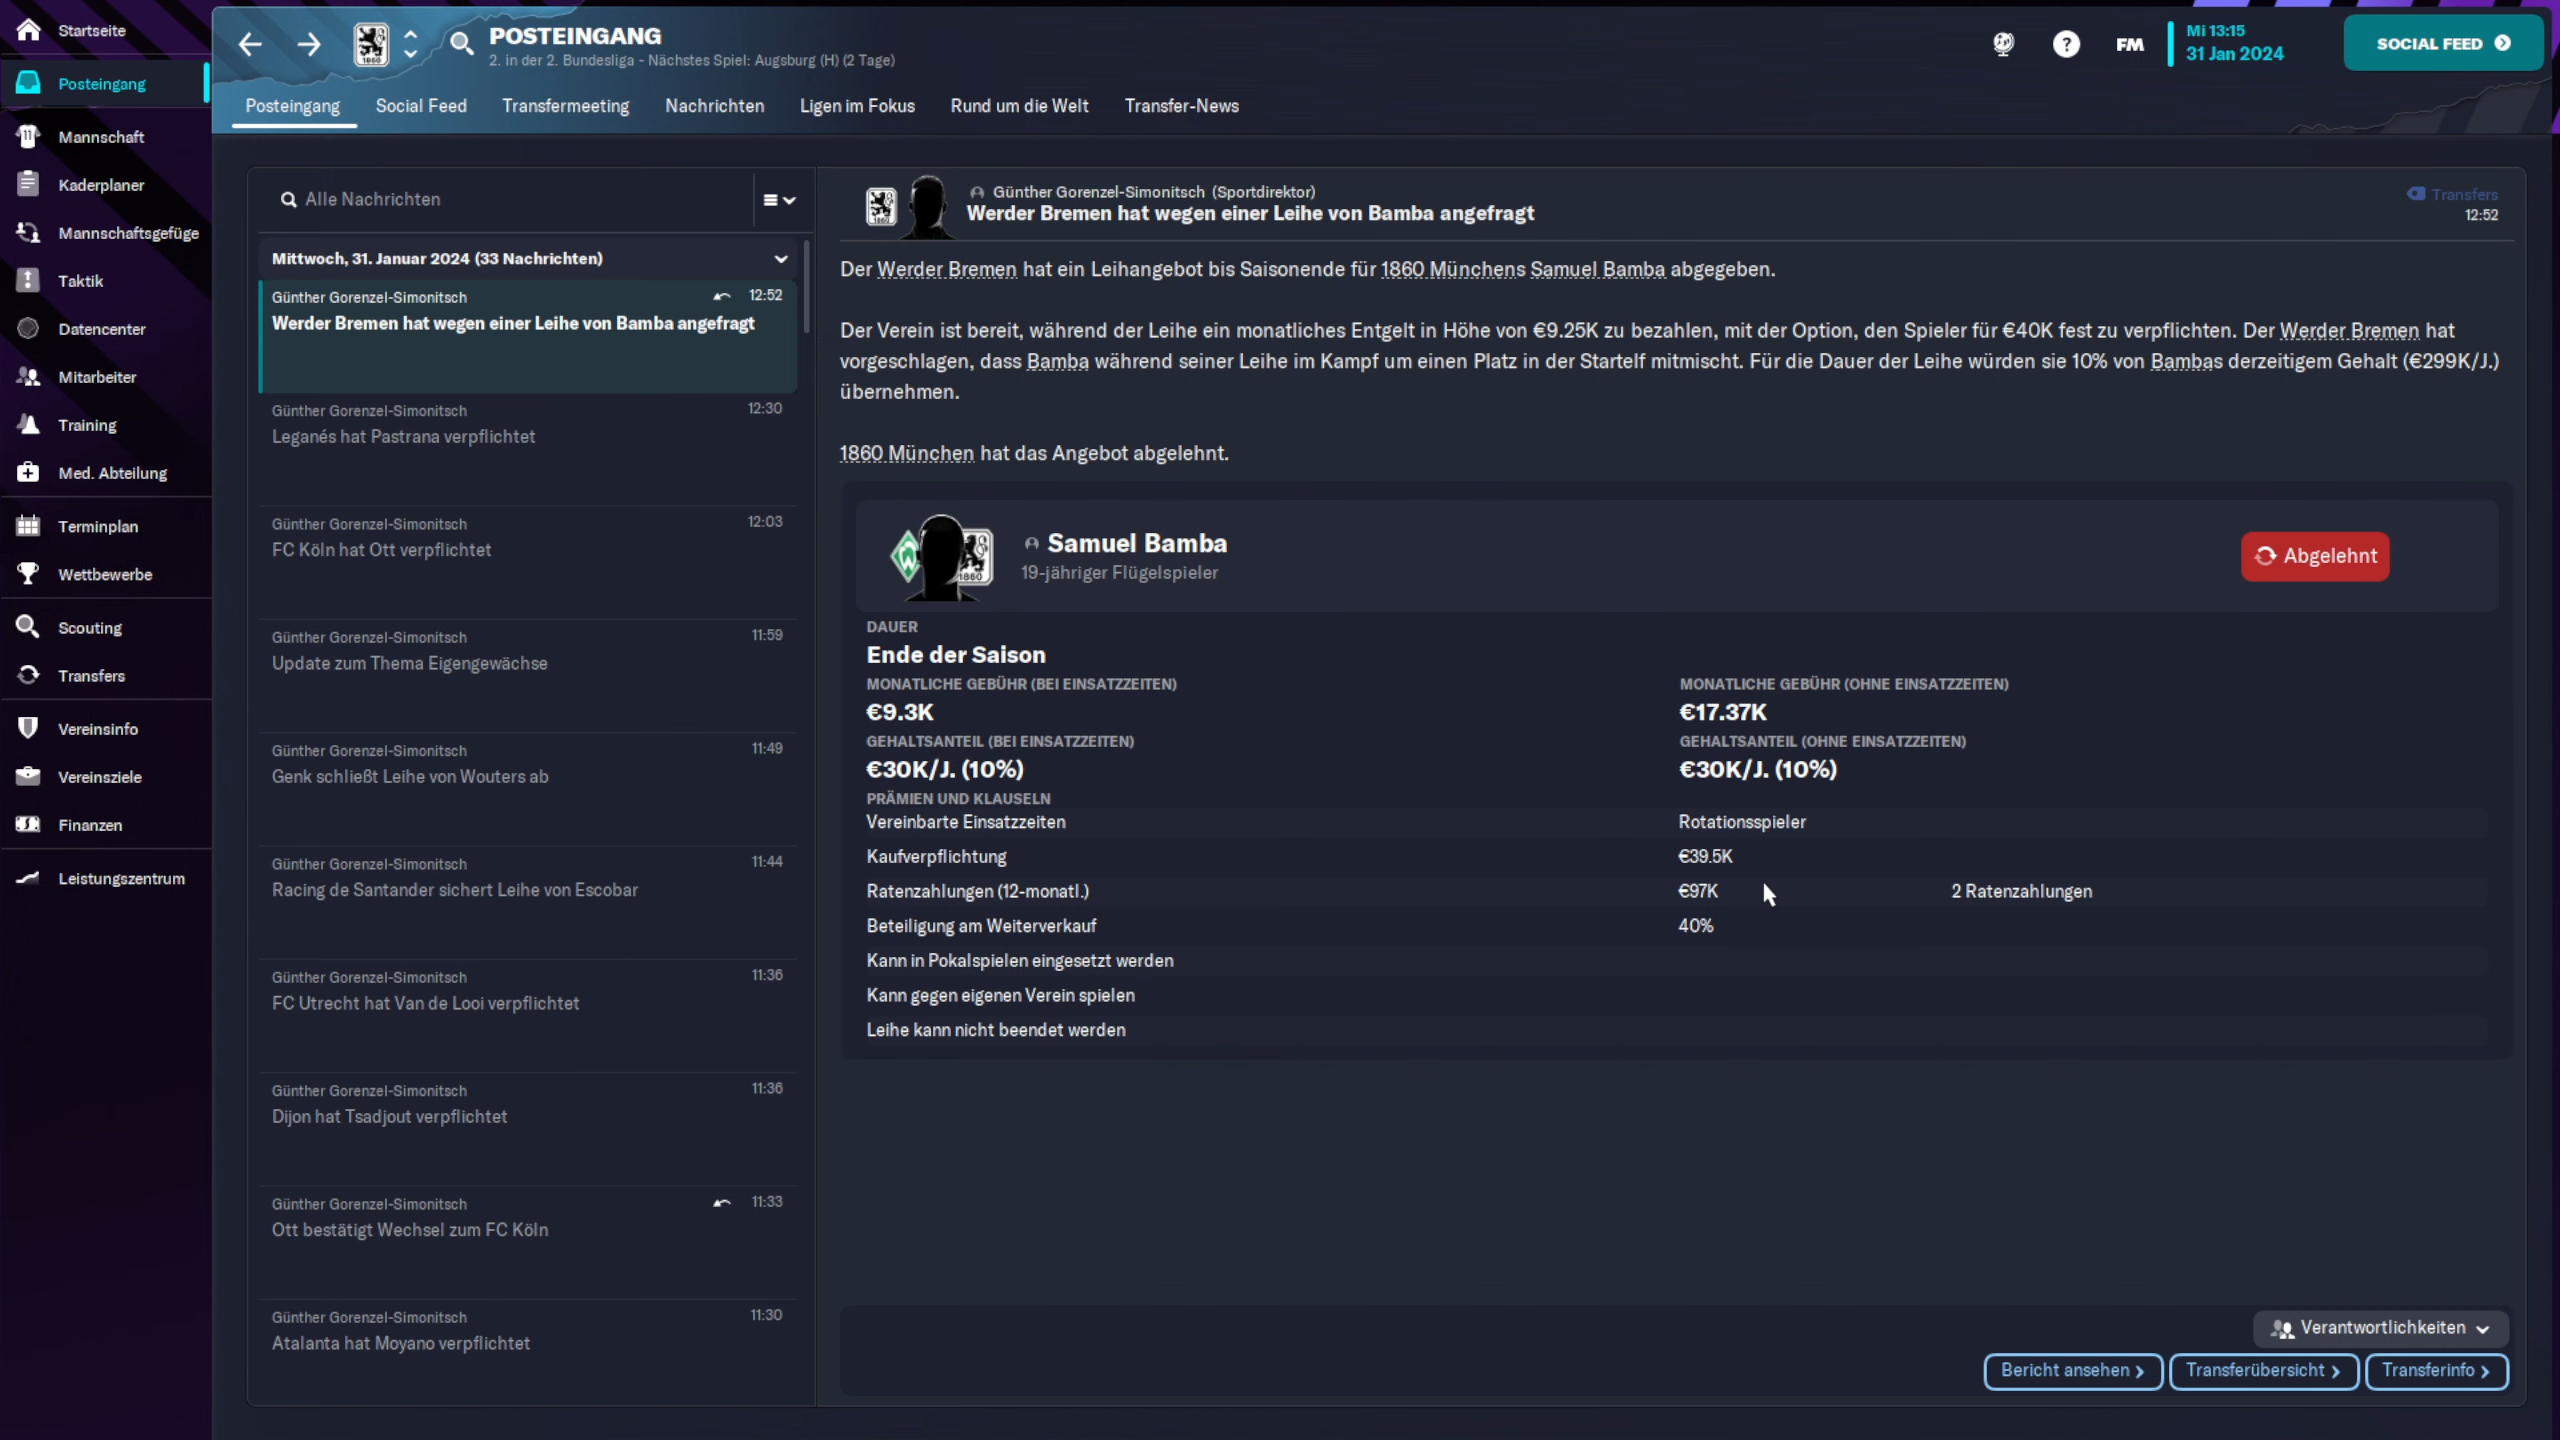 Startseite
Posteingang
Mannschaft
Kaderplaner
Mannschaftsgefüge
Taktik
Datencenter
Mitarbeiter
Training
Med. Abteilung
Terminplan
Wettbewerbe
Scouting
Transfers
Vereinsinfo
Vereinsziele
Finanzen
Leistungszentrum
POSTEINGANG
2. in der 2. Bundesliga - Nächstes Spiel: Augsburg (H) (2 Tage)
FM
Mi 13:15
31 Jan 2024
SOCIAL FEED
Posteingang Social Feed Transfermeeting Nachrichten Ligen im Fokus Rund um die Welt Transfer-News
Alle Nachrichten
Mittwoch, 31. Januar 2024 (33 Nachrichten)
Günther Gorenzel-Simonitsch 12:52
Werder Bremen hat wegen einer Leihe von Bamba angefragt
Günther Gorenzel-Simonitsch 12:30
Leganés hat Pastrana verpflichtet
Günther Gorenzel-Simonitsch 12:03
FC Köln hat Ott verpflichtet
Günther Gorenzel-Simonitsch 11:59
Update zum Thema Eigengewächse
Günther Gorenzel-Simonitsch 11:49
Genk schließt Leihe von Wouters ab
Günther Gorenzel-Simonitsch 11:44
Racing de Santander sichert Leihe von Escobar
Günther Gorenzel-Simonitsch 11:36
FC Utrecht hat Van de Looi verpflichtet
Günther Gorenzel-Simonitsch 11:36
Dijon hat Tsadjout verpflichtet
Günther Gorenzel-Simonitsch 11:33
Ott bestätigt Wechsel zum FC Köln
Günther Gorenzel-Simonitsch 11:30
Atalanta hat Moyano verpflichtet
Günther Gorenzel-Simonitsch (Sportdirektor)
Werder Bremen hat wegen einer Leihe von Bamba angefragt
Transfers
12:52
Der Werder Bremen hat ein Leihangebot bis Saisonende für 1860 Münchens Samuel Bamba abgegeben.
Der Verein ist bereit, während der Leihe ein monatliches Entgelt in Höhe von €9.25K zu bezahlen, mit der Option, den Spieler für €40K fest zu verpflichten. Der Werder Bremen hat
vorgeschlagen, dass Bamba während seiner Leihe im Kampf um einen Platz in der Startelf mitmischt. Für die Dauer der Leihe würden sie 10% von Bambas derzeitigem Gehalt (€299K/J.)
übernehmen.
1860 München hat das Angebot abgelehnt.
Samuel Bamba
19-jähriger Flügelspieler
Abgelehnt
DAUER
Ende der Saison
MONATLICHE GEBÜHR (BEI EINSATZZEITEN) MONATLICHE GEBÜHR (OHNE EINSATZZEITEN)
€9.3K €17.37K
GEHALTSANTEIL (BEI EINSATZZEITEN) GEHALTSANTEIL (OHNE EINSATZZEITEN)
€30K/J. (10%) €30K/J. (10%)
PRÄMIEN UND KLAUSELN
Vereinbarte Einsatzzeiten Rotationsspieler
Kaufverpflichtung €39.5K
Ratenzahlungen (12-monatl.) €97K 2 Ratenzahlungen
Beteiligung am Weiterverkauf 40%
Kann in Pokalspielen eingesetzt werden
Kann gegen eigenen Verein spielen
Leihe kann nicht beendet werden
Verantwortlichkeiten
Bericht ansehen Transferübersicht Transferinfo